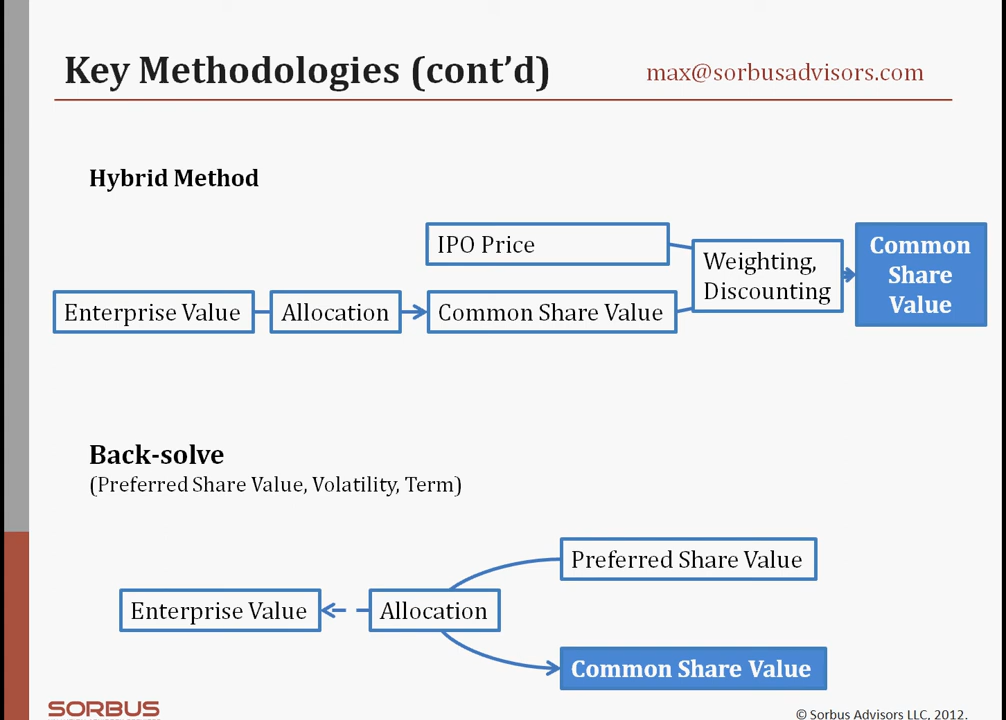 Key Methodologies (cont’d)
max@sorbusadvisors.com
Hybrid Method
IPO Price
Enterprise Value
Allocation
Common Share Value
Weighting,
Discounting
Common
Share
Value
Back-solve
(Preferred Share Value, Volatility, Term)
Preferred Share Value
Enterprise Value
Allocation
Common Share Value
SORBUS
© Sorbus Advisors LLC, 2012.